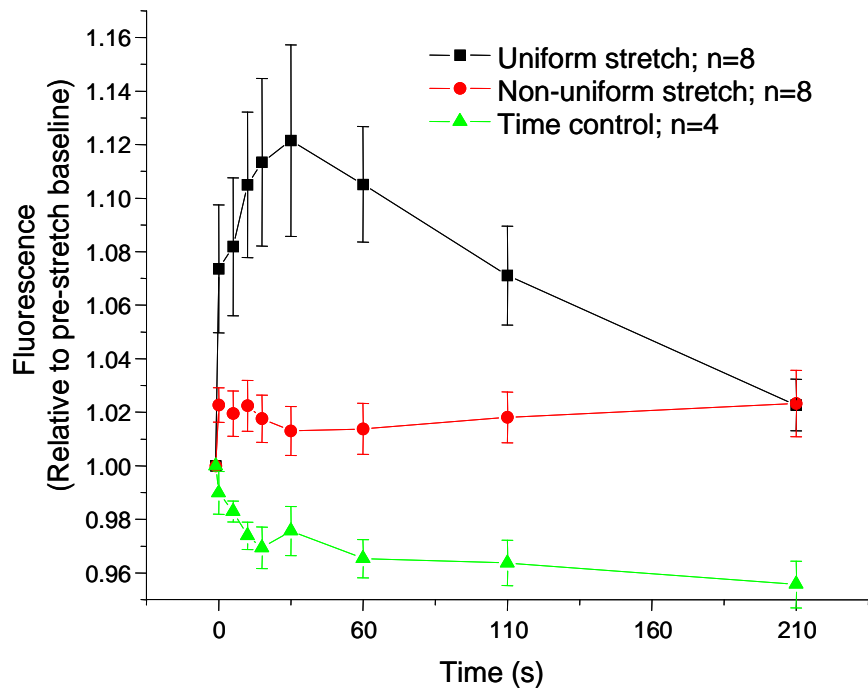 1.16
1.14
1.12
1.10
1.08
1.06
1.04
1.02
1.00
0.98
0.96
Fluorescence
(Relative to pre-stretch baseline)
Uniform stretch; n=8
Non-uniform stretch; n=8
Time control; n=4
0
60
110
160
210
Time (s)